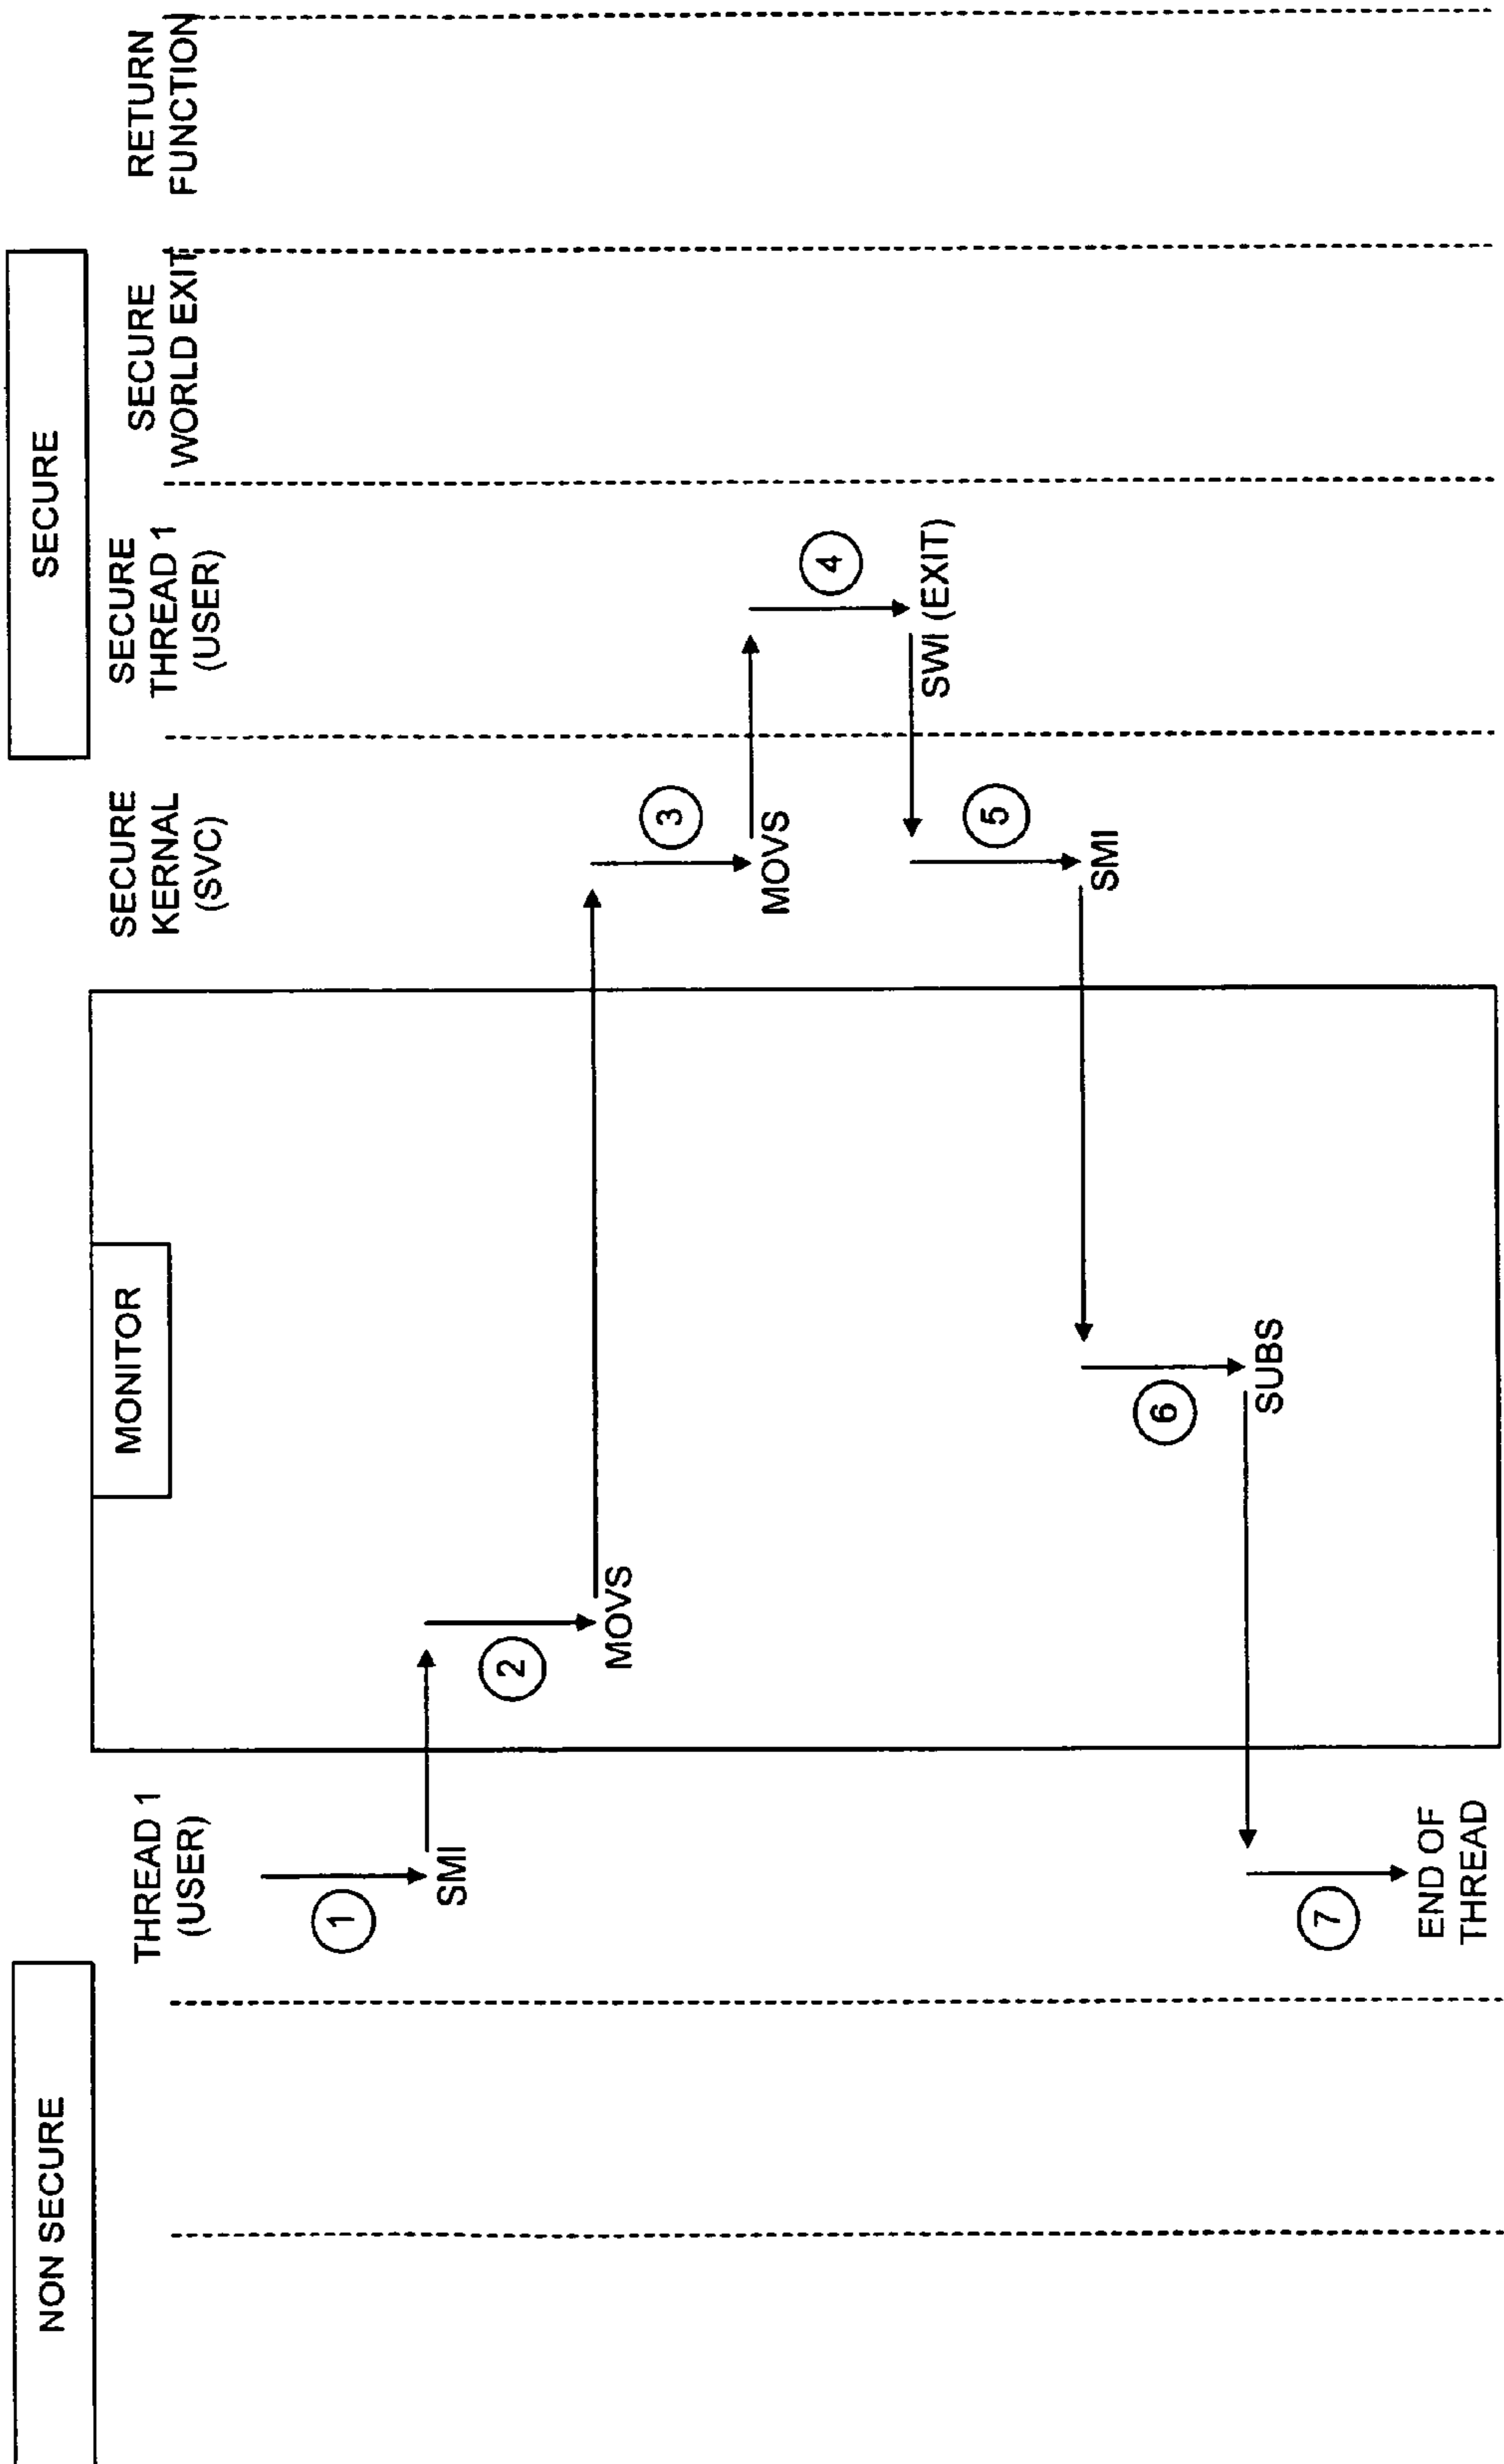 NON SECURE
MONITOR
SECURE
THREAD 1
(USER)
SECURE
KERNAL
(SVC)
SECURE
THREAD 1
(USER)
SECURE
WORLD EXIT
RETURN
FUNCTION
1
SMI
2
MOVS
3
MOVS
4
SWI (EXIT)
5
SMI
6
SUBS
7
END OF
THREAD